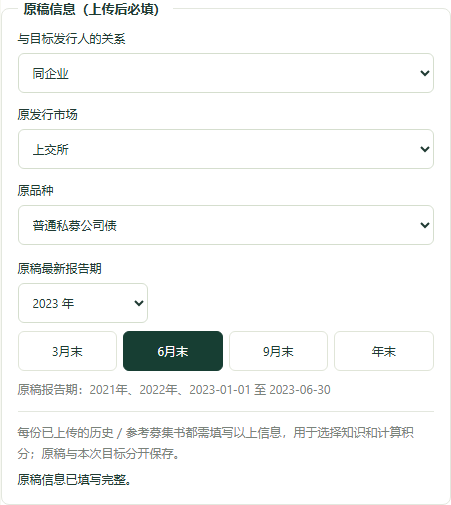 原稿信息（上传后必填）
与目标发行人的关系
同企业
原发行市场
上交所
原品种
普通私募公司债
原稿最新报告期
2023 年
3月末
6月末
9月末
年末
原稿报告期：2021年、2022年、2023-01-01 至 2023-06-30
每份已上传的历史 / 参考募集书都需填写以上信息，用于选择知识和计算积
分；原稿与本次目标分开保存。
原稿信息已填写完整。